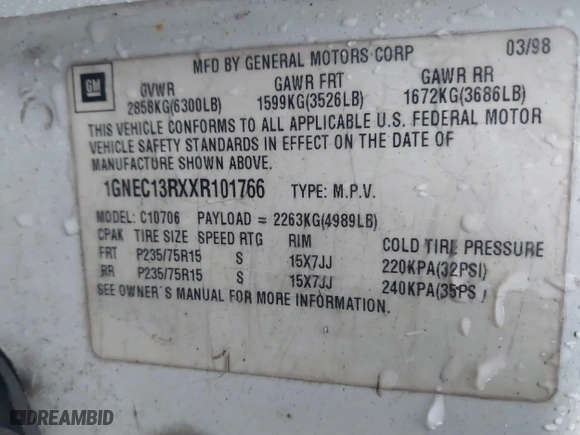 MFD BY GENERAL MOTORS CORP 03/98
GM
GVWR GAWR FRT GAWR RR
2858KG(6300LB) 1599KG(3526LB) 1672KG(3686LB)
THIS VEHICLE CONFORMS TO ALL APPLICABLE U.S. FEDERAL MOTOR
VEHICLE SAFETY STANDARDS IN EFFECT ON THE DATE OF
MANUFACTURE SHOWN ABOVE.
1GNEC13RXXR101766 TYPE: M.P.V.
MODEL: C10706 PAYLOAD = 2263KG(4989LB)
CPAK TIRE SIZE SPEED RTG RIM COLD TIRE PRESSURE
FRT P235/75R15 S 15X7JJ 220KPA(32PSI)
RR P235/75R15 S 15X7JJ 240KPA(35PS )
SEE OWNER'S MANUAL FOR MORE INFORMATION.
DREAMBID